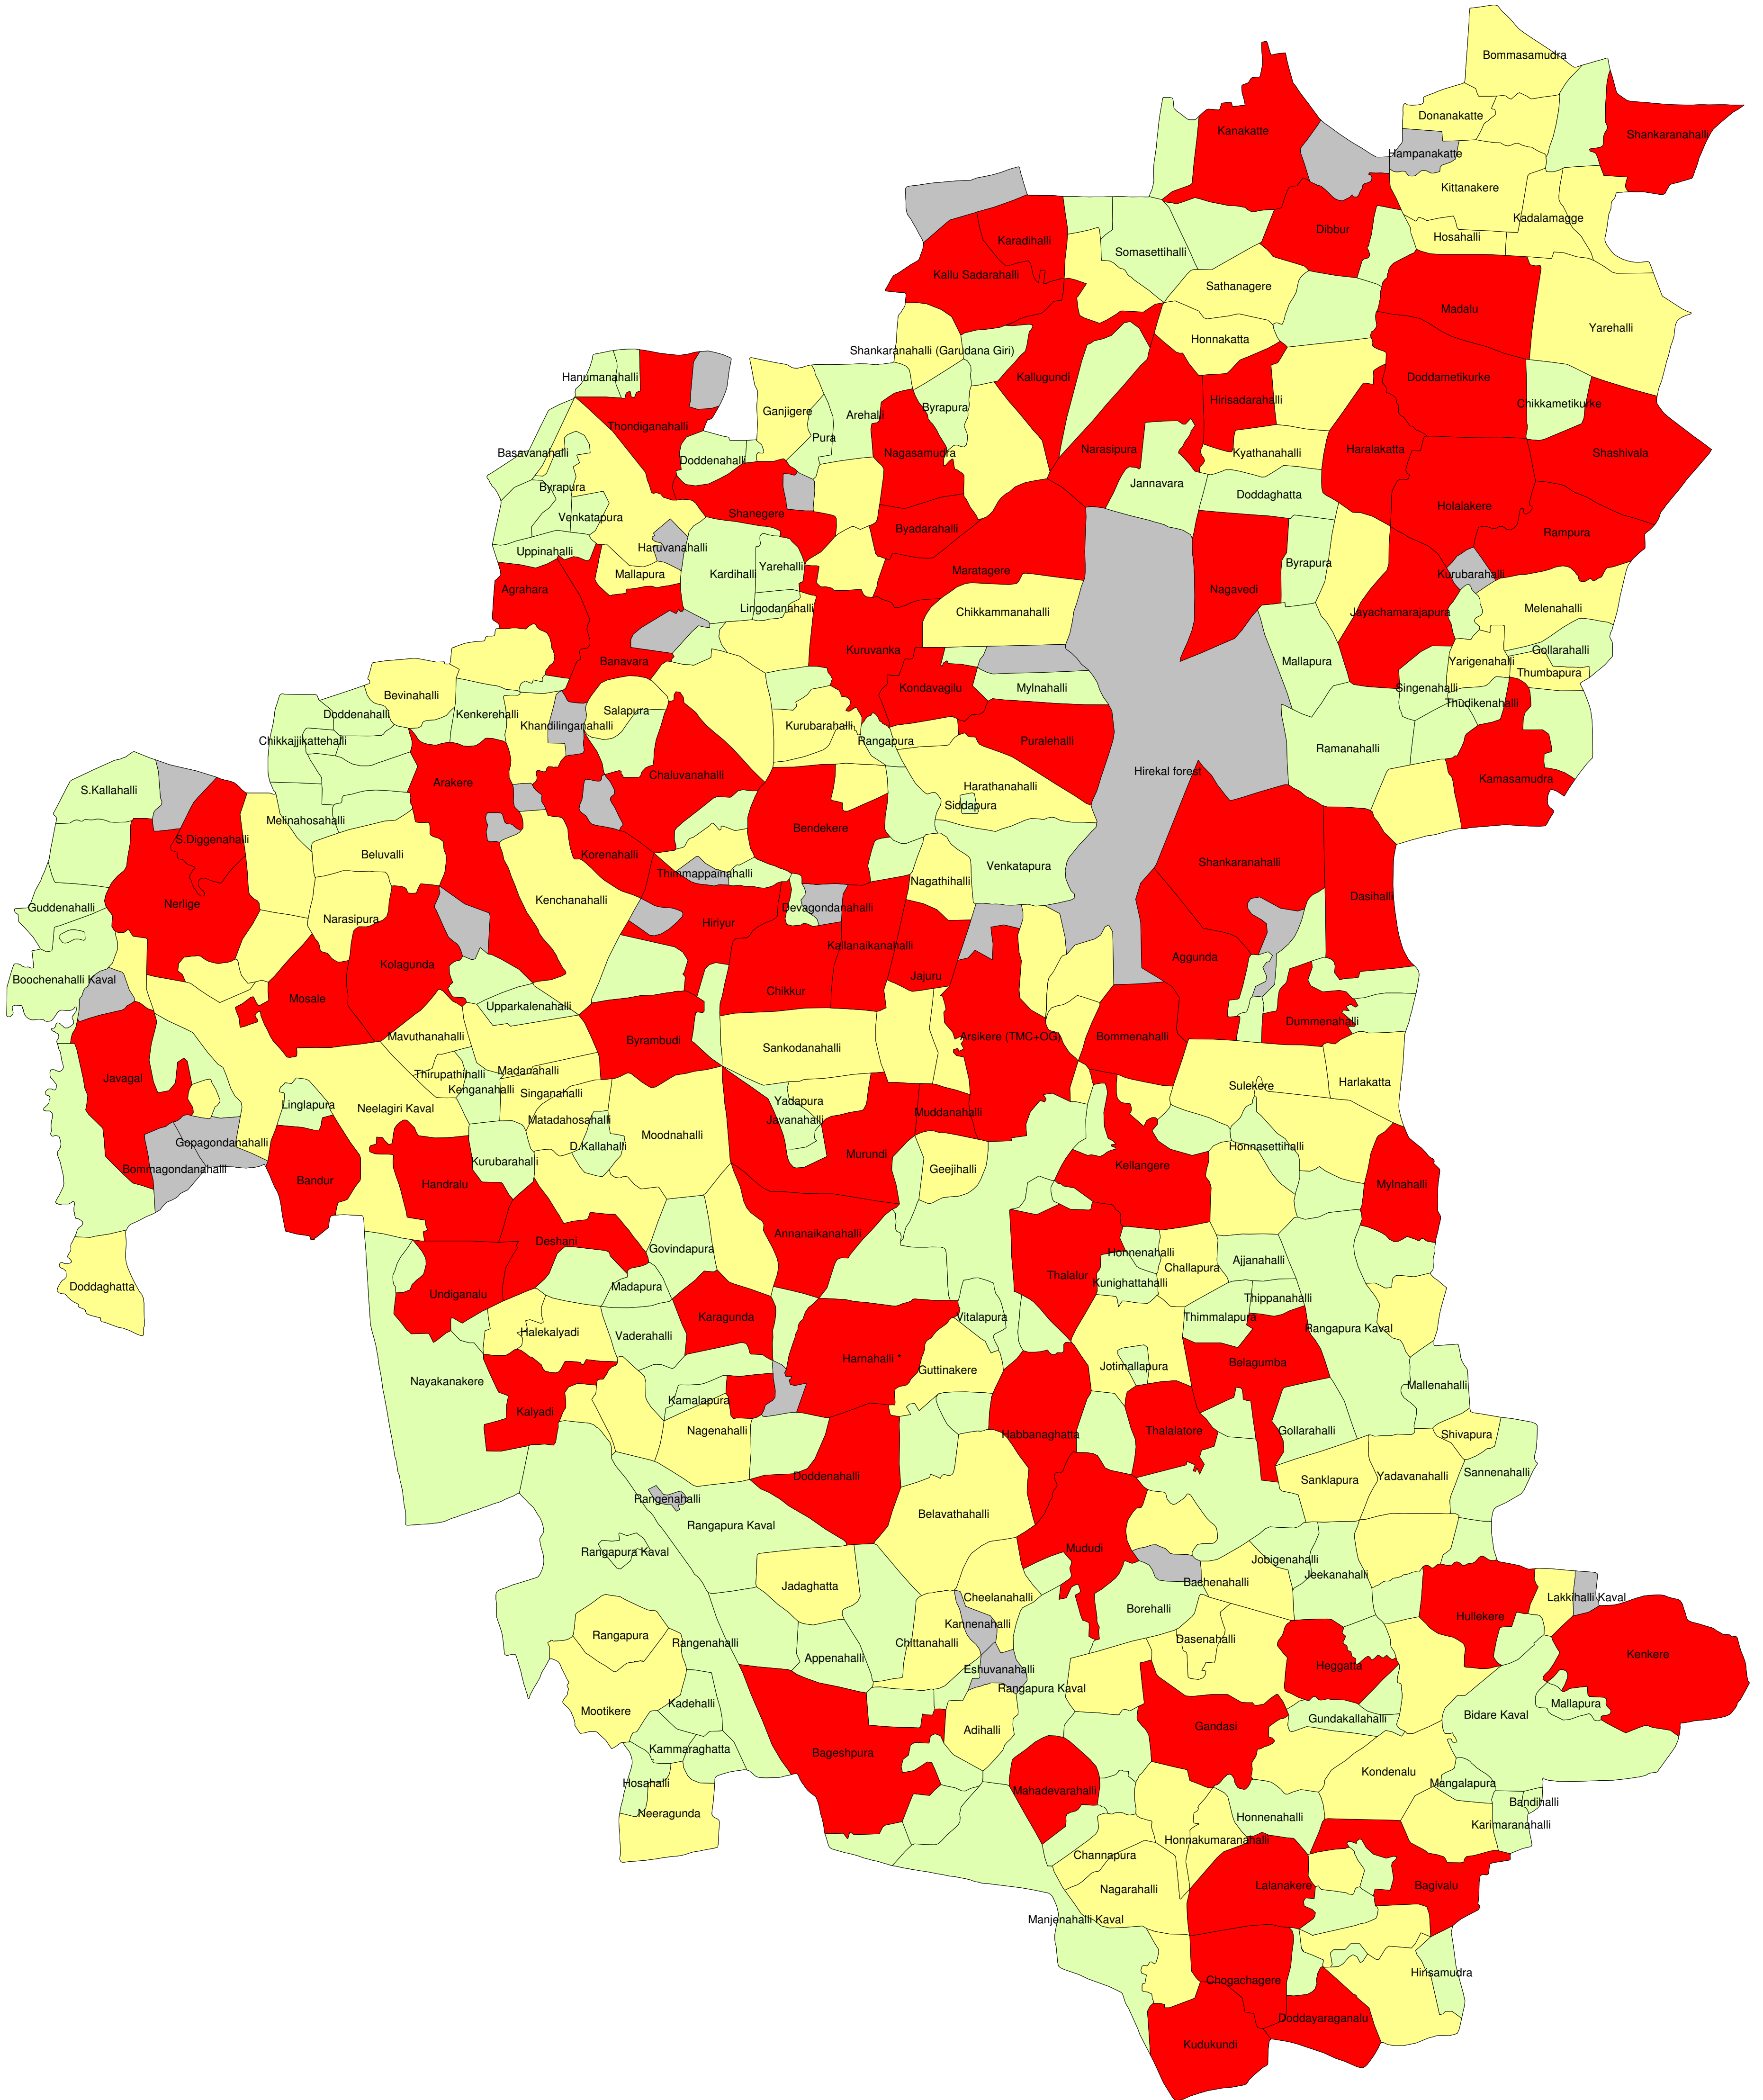 Bommasamudra
Donanakatte
Kanakatte
Shankaranahalli
Hampanakatte
Kittanakere
Kadalamagge
Dibbur
Hosahalli
Karadihalli
Somasettihalli
Kallu Sadarahalli
Sathanagere
Madalu
Yarehalli
Honnakatta
Shankaranahalli (Garudana Giri)
Hanumanahalli
Kallugundi
Doddametikurke
Hirisadarahalli
Chikkametikurke
Ganjigere
Arehalli
Byrapura
Thondiganahalli
Pura
Narasipura
Haralakatta
Kyathanahalli
Shashivala
Basavanahalli
Doddenahalli
Nagasamudra
Jannavara
Byrapura
Doddaghatta
Holalakere
Shanegere
Venkatapura
Byadarahalli
Rampura
Haruvanahalli
Uppinahalli
Mallapura
Kardihalli
Yarehalli
Maratagere
Byrapura
Kurubarahalli
Agrahara
Nagavedi
Lingodanahalli
Chikkammanahalli
Jayachamarajapura
Melenahalli
Kuruvanka
Gollarahalli
Banavara
Mallapura
Yarigenahalli
Thumbapura
Bevinahalli
Kondavagilu
Mylnahalli
Singenahalli
Thudikenahalli
Doddenahalli
Kenkerehalli
Salapura
Khandilinganahalli
Kurubarahalli
Chikkajjikattehalli
Rangapura
Puralehalli
Ramanahalli
Hirekal forest
Chaluvanahalli
Kamasamudra
Arakere
Harathanahalli
S.Kallahalli
Siddapura
Melinahosahalli
Bendekere
S.Diggenahalli
Beluvalli
Korenahalli
Shankaranahalli
Venkatapura
Thimmappainahalli
Nagathihalli
Dasihalli
Nerlige
Kenchanahalli
Guddenahalli
Devagondanahalli
Narasipura
Hiriyur
Kallanaikanahalli
Aggunda
Kolagunda
Jajuru
Boochenahalli Kaval
Chikkur
Mosale
Upparkalenahalli
Dummenahalli
Mavuthanahalli
Byrambudi
Arsikere (TMC+OG)
Bommenahalli
Sankodanahalli
Thirupathihalli
Madanahalli
Javagal
Kenganahalli
Singanahalli
Sulekere
Harlakatta
Linglapura
Neelagiri Kaval
Yadapura
Matadahosahalli
Javanahalli
Muddanahalli
Moodnahalli
Gopagondanahalli
D.Kallahalli
Honnasettihalli
Murundi
Kurubarahalli
Bommagondanahalli
Geejihalli
Kellangere
Bandur
Handralu
Mylnahalli
Annanaikanahalli
Deshani
Govindapura
Honnenahalli
Ajjanahalli
Challapura
Thalalur
Doddaghatta
Madapura
Kunighattahalli
Undiganalu
Thippanahalli
Karagunda
Vitalapura
Thimmalapura
Halekalyadi
Vaderahalli
Rangapura Kaval
Harnahalli *
Belagumba
Jotimallapura
Guttinakere
Nayakanakere
Mallenahalli
Kamalapura
Kalyadi
Nagenahalli
Thalalatore
Gollarahalli
Habbanaghatta
Shivapura
Sannenahalli
Doddenahalli
Sanklapura
Yadavanahalli
Rangenahalli
Belavathahalli
Rangapura Kaval
Mududi
Rangapura Kaval
Jobigenahalli
Jeekanahalli
Jadaghatta
Bachenahalli
Cheelanahalli
Lakkihalli Kaval
Borehalli
Hullekere
Kannenahalli
Rangapura
Rangenahalli
Chittanahalli
Dasenahalli
Kenkere
Appenahalli
Eshuvanahalli
Heggatta
Rangapura Kaval
Kadehalli
Mallapura
Mootikere
Bidare Kaval
Gundakallahalli
Gandasi
Adihalli
Kammaraghatta
Bageshpura
Kondenalu
Hosahalli
Mangalapura
Mahadevarahalli
Bandihalli
Neeragunda
Honnenahalli
Karimaranahalli
Honnakumaranahalli
Channapura
Lalanakere
Bagivalu
Nagarahalli
Manjenahalli Kaval
Hirisamudra
Chogachagere
Doddayaraganalu
Kudukundi